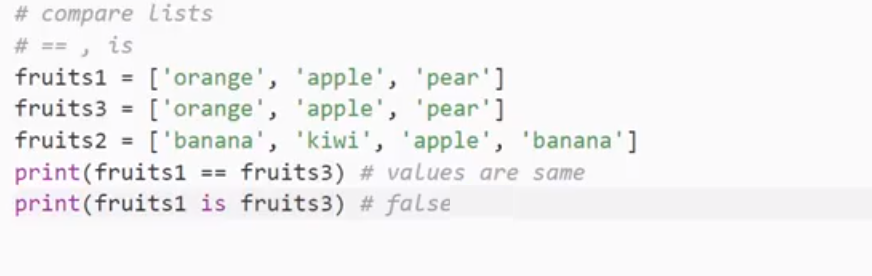 # compare lists
# == , is
fruits1 = ['orange', 'apple', 'pear']
fruits3 = ['orange', 'apple', 'pear']
fruits2 = ['banana', 'kiwi', 'apple', 'banana']
print(fruits1 == fruits3) # values are same
print(fruits1 is fruits3) # false